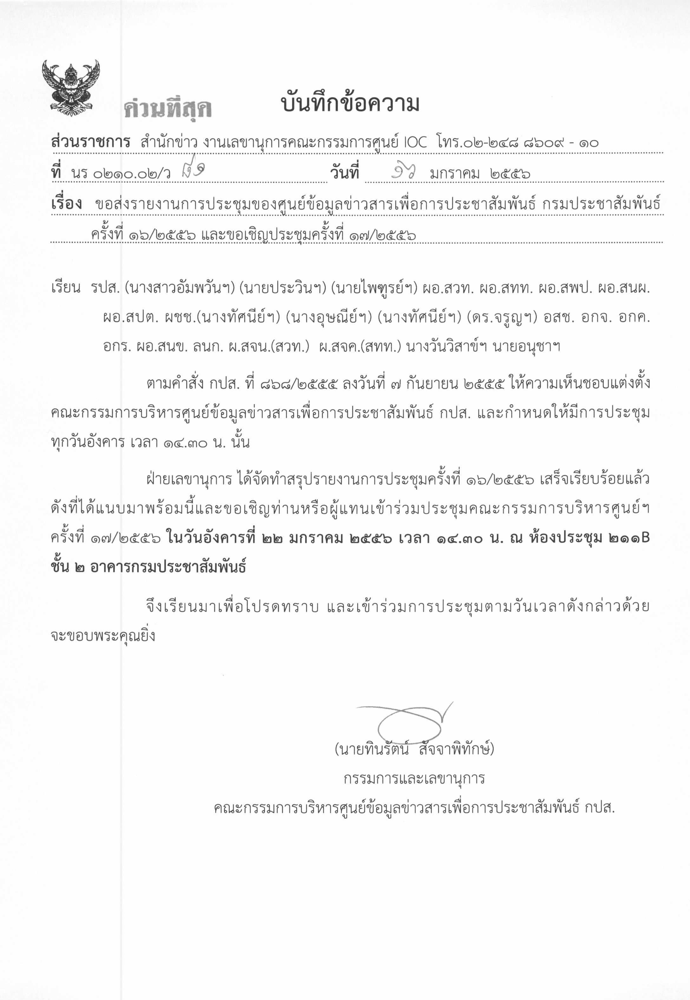 ด่วนที่สุด
บันทึกข้อความ
ส่วนราชการ สำนักข่าว งานเลขานุการคณะกรรมการศูนย์ IOC โทร.๐๒-๒๔๘ ๘๖๐๙ - ๑๐
ที่ นร ๐๒๑๐.๐๒/ว วันที่ ๑๖ มกราคม ๒๕๕๖
เรื่อง ขอส่งรายงานการประชุมของศูนย์ข้อมูลข่าวสารเพื่อการประชาสัมพันธ์ กรมประชาสัมพันธ์
ครั้งที่ ๑๖/๒๕๕๖ และขอเชิญประชุมครั้งที่ ๑๗/๒๕๕๖
เรียน รปส. (นางสาวอัมพวันฯ) (นายประวินฯ) (นายไพฑูรย์ฯ) ผอ.สวท. ผอ.สทท. ผอ.สพป. ผอ.สนผ.
ผอ.สปต. ผชช.(นางทัศนีย์ฯ) (นางอุษณีย์ฯ) (นางทัศนีย์ฯ) (ดร.จรูญฯ) อสช. อกจ. อกค.
อกร. ผอ.สนข. ลนก. ผ.สจน.(สวท.) ผ.สจค.(สทท.) นางวันวิสาข์ฯ นายอนุชาฯ
ตามคำสั่ง กปส. ที่ ๘๖๘/๒๕๕๕ ลงวันที่ ๗ กันยายน ๒๕๕๕ ให้ความเห็นชอบแต่งตั้ง
คณะกรรมการบริหารศูนย์ข้อมูลข่าวสารเพื่อการประชาสัมพันธ์ กปส. และกำหนดให้มีการประชุม
ทุกวันอังคาร เวลา ๑๔.๓๐ น. นั้น
ฝ่ายเลขานุการ ได้จัดทำสรุปรายงานการประชุมครั้งที่ ๑๖/๒๕๕๖ เสร็จเรียบร้อยแล้ว
ดังที่ได้แนบมาพร้อมนี้และขอเชิญท่านหรือผู้แทนเข้าร่วมประชุมคณะกรรมการบริหารศูนย์ฯ
ครั้งที่ ๑๗/๒๕๕๖ ในวันอังคารที่ ๒๒ มกราคม ๒๕๕๖ เวลา ๑๔.๓๐ น. ณ ห้องประชุม ๒๑๑B
ชั้น ๒ อาคารกรมประชาสัมพันธ์
จึงเรียนมาเพื่อโปรดทราบ และเข้าร่วมการประชุมตามวันเวลาดังกล่าวด้วย
จะขอบพระคุณยิ่ง
(นายทินรัตน์ สัจจาพิทักษ์)
กรรมการและเลขานุการ
คณะกรรมการบริหารศูนย์ข้อมูลข่าวสารเพื่อการประชาสัมพันธ์ กปส.